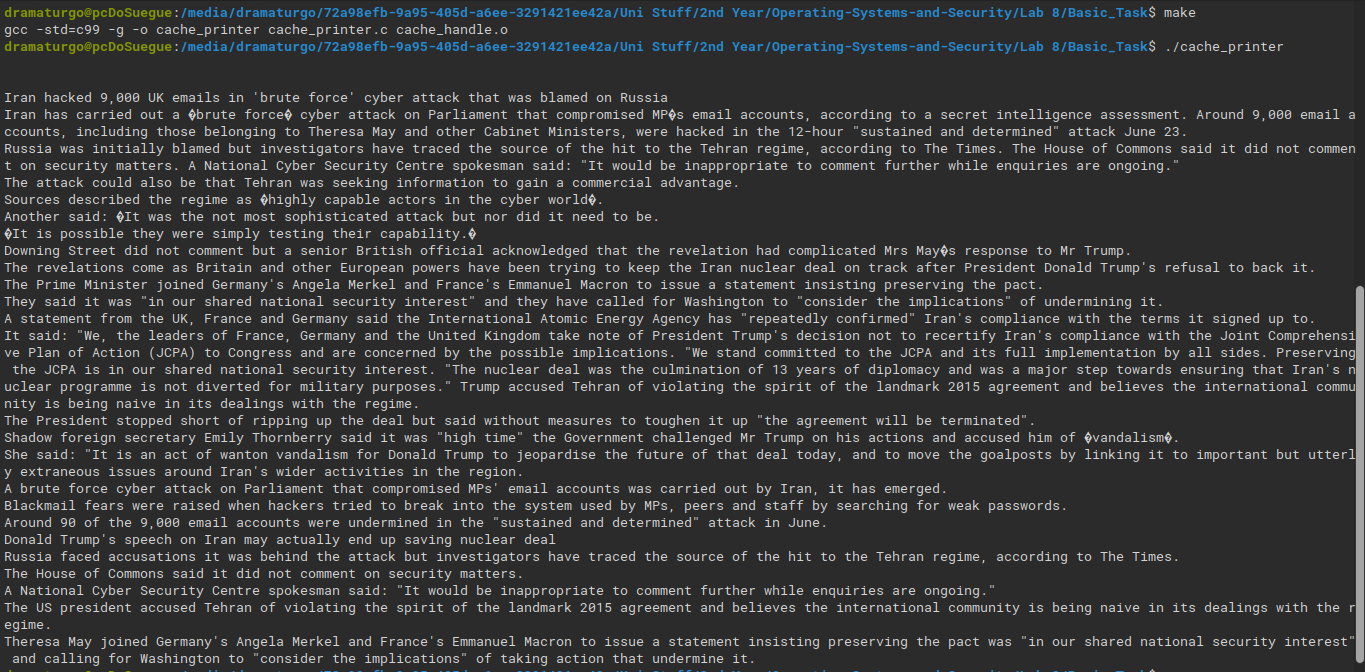 dramaturgo@pcDoSuegue:/media/dramaturgo/72a98efb-9a95-405d-a6ee-3291421ee42a/Uni Stuff/2nd Year/Operating-Systems-and-Security/Lab 8/Basic_Task$ make
gcc -std=c99 -g -o cache_printer cache_printer.c cache_handle.o
dramaturgo@pcDoSuegue:/media/dramaturgo/72a98efb-9a95-405d-a6ee-3291421ee42a/Uni Stuff/2nd Year/Operating-Systems-and-Security/Lab 8/Basic_Task$ ./cache_printer
Iran hacked 9,000 UK emails in 'brute force' cyber attack that was blamed on Russia
Iran has carried out a �brute force� cyber attack on Parliament that compromised MP�s email accounts, according to a secret intelligence assessment. Around 9,000 email a
ccounts, including those belonging to Theresa May and other Cabinet Ministers, were hacked in the 12-hour "sustained and determined" attack June 23.
Russia was initially blamed but investigators have traced the source of the hit to the Tehran regime, according to The Times. The House of Commons said it did not commen
t on security matters. A National Cyber Security Centre spokesman said: "It would be inappropriate to comment further while enquiries are ongoing."
The attack could also be that Tehran was seeking information to gain a commercial advantage.
Sources described the regime as �highly capable actors in the cyber world�.
Another said: �It was the not most sophisticated attack but nor did it need to be.
�It is possible they were simply testing their capability.�
Downing Street did not comment but a senior British official acknowledged that the revelation had complicated Mrs May�s response to Mr Trump.
The revelations come as Britain and other European powers have been trying to keep the Iran nuclear deal on track after President Donald Trump's refusal to back it.
The Prime Minister joined Germany's Angela Merkel and France's Emmanuel Macron to issue a statement insisting preserving the pact.
They said it was "in our shared national security interest" and they have called for Washington to "consider the implications" of undermining it.
A statement from the UK, France and Germany said the International Atomic Energy Agency has "repeatedly confirmed" Iran's compliance with the terms it signed up to.
It said: "We, the leaders of France, Germany and the United Kingdom take note of President Trump's decision not to recertify Iran's compliance with the Joint Comprehensi
ve Plan of Action (JCPA) to Congress and are concerned by the possible implications. "We stand committed to the JCPA and its full implementation by all sides. Preserving
 the JCPA is in our shared national security interest. "The nuclear deal was the culmination of 13 years of diplomacy and was a major step towards ensuring that Iran's n
uclear programme is not diverted for military purposes." Trump accused Tehran of violating the spirit of the landmark 2015 agreement and believes the international commu
nity is being naive in its dealings with the regime.
The President stopped short of ripping up the deal but said without measures to toughen it up "the agreement will be terminated".
Shadow foreign secretary Emily Thornberry said it was "high time" the Government challenged Mr Trump on his actions and accused him of �vandalism�.
She said: "It is an act of wanton vandalism for Donald Trump to jeopardise the future of that deal today, and to move the goalposts by linking it to important but utterl
y extraneous issues around Iran's wider activities in the region.
A brute force cyber attack on Parliament that compromised MPs' email accounts was carried out by Iran, it has emerged.
Blackmail fears were raised when hackers tried to break into the system used by MPs, peers and staff by searching for weak passwords.
Around 90 of the 9,000 email accounts were undermined in the "sustained and determined" attack in June.
Donald Trump's speech on Iran may actually end up saving nuclear deal
Russia faced accusations it was behind the attack but investigators have traced the source of the hit to the Tehran regime, according to The Times.
The House of Commons said it did not comment on security matters.
A National Cyber Security Centre spokesman said: "It would be inappropriate to comment further while enquiries are ongoing."
The US president accused Tehran of violating the spirit of the landmark 2015 agreement and believes the international community is being naive in its dealings with the r
egime.
Theresa May joined Germany's Angela Merkel and France's Emmanuel Macron to issue a statement insisting preserving the pact was "in our shared national security interest"
 and calling for Washington to "consider the implications" of taking action that undermine it.